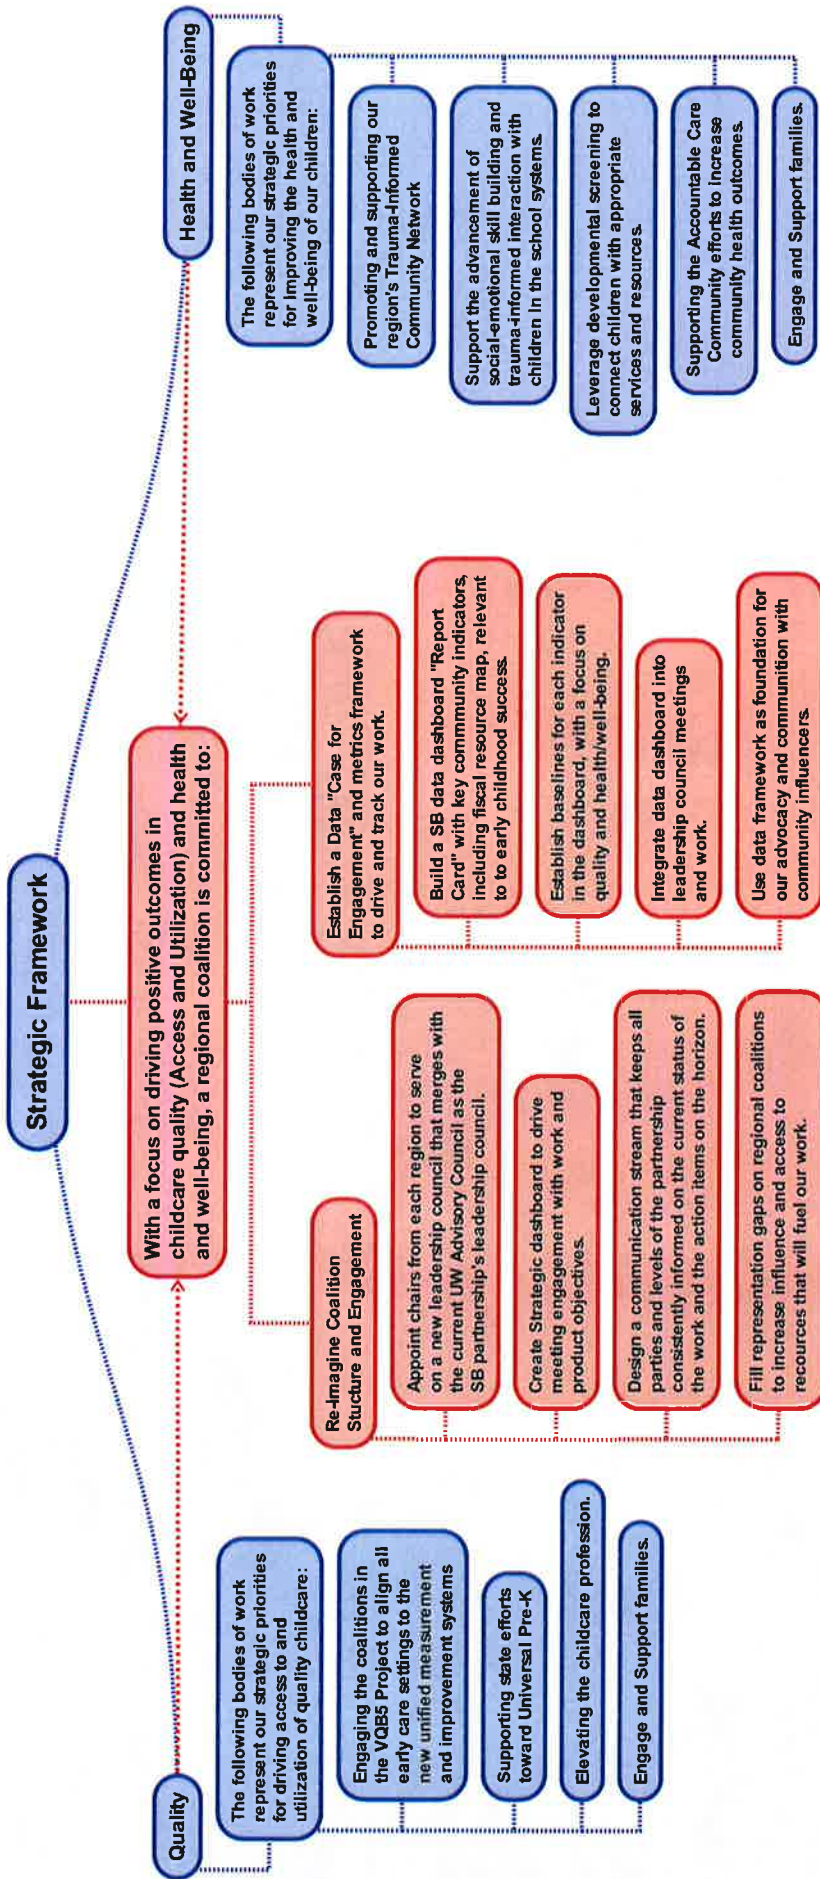 Strategic Framework
Quality
The following bodies of work
represent our strategic priorities
for driving access to and
utilization of quality childcare:
Engaging the coalitions in
the VQB5 Project to align all
early care settings to the
new unified measurement
and improvement systems
Supporting state efforts
toward Universal Pre-K
Elevating the childcare profession.
Engage and Support families.
With a focus on driving positive outcomes in
childcare quality (Access and Utilization) and health
and well-being, a regional coalition is committed to:
Re-Imagine Coalition
Stucture and Engagement
Appoint chairs from each region to serve
on a new leadership council that merges with
the current UW Advisory Council as the
SB partnership's leadership council.
Create Strategic dashboard to drive
meeting engagement with work and
product objectives.
Design a communication stream that keeps all
parties and levels of the partnership
consistently informed on the current status of
the work and the action items on the horizon.
Fill representation gaps on regional coalitions
to increase influence and access to
recources that will fuel our work.
Establish a Data "Case for
Engagement" and metrics framework
to drive and track our work.
Build a SB data dashboard "Report
Card" with key commmunity indicators,
including fiscal resource map, relevant
to to early childhood success.
Establish baselines for each indicator
in the dashboard, with a focus on
quality and health/well-being.
Integrate data dashboard into
leadership council meetings
and work.
Use data framework as foundation for
our advocacy and communition with
community influencers.
Health and Well-Being
The following bodies of work
represent our strategic priorities
for improving the health and
well-being of our children:
Promoting and supporting our
region's Trauma-Informed
Community Network
Support the advancement of
social-emotional skill building and
trauma-informed interaction with
children in the school systems.
Leverage developmental screening to
connect children with appropriate
services and resources.
Supporting the Accountable Care
Community efforts to increase
community health outcomes.
Engage and Support families.